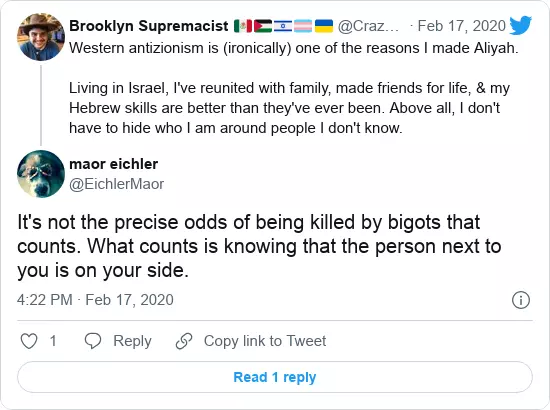 Brooklyn Supremacist 🇲🇽🇵🇸🇮🇱🏳️‍⚧️🇺🇦 @Craz… · Feb 17, 2020
Western antizionism is (ironically) one of the reasons I made Aliyah.
Living in Israel, I've reunited with family, made friends for life, & my
Hebrew skills are better than they've ever been. Above all, I don't
have to hide who I am around people I don't know.
maor eichler
@EichlerMaor
It's not the precise odds of being killed by bigots that
counts. What counts is knowing that the person next to
you is on your side.
4:22 PM · Feb 17, 2020
1 Reply Copy link to Tweet
Read 1 reply